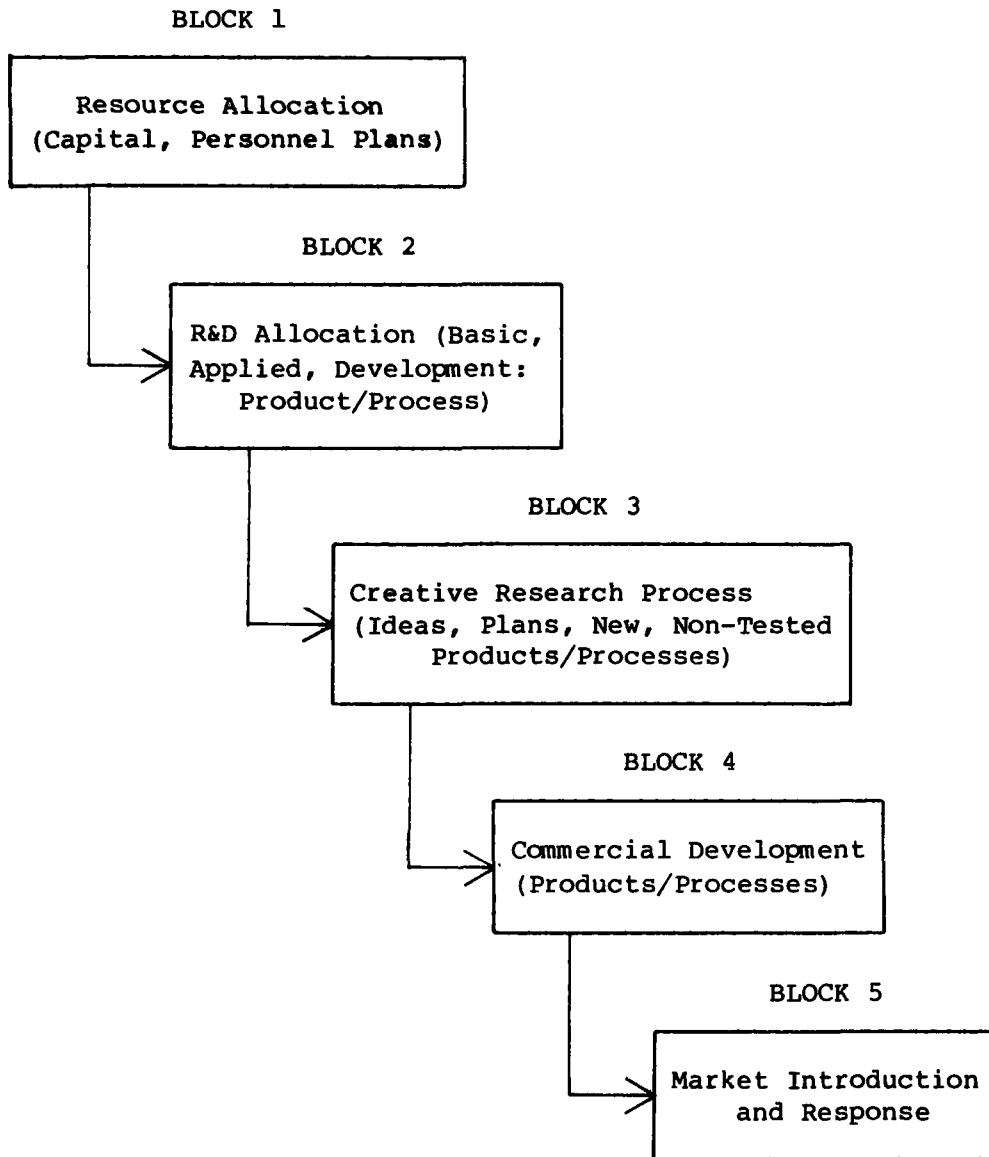 BLOCK 1
Resource Allocation
(Capital, Personnel Plans)
BLOCK 2
R&D Allocation (Basic,
Applied, Development:
Product/Process)
BLOCK 3
Creative Research Process
(Ideas, Plans, New, Non-Tested
Products/Processes)
BLOCK 4
Commercial Development
(Products/Processes)
BLOCK 5
Market Introduction
and Response